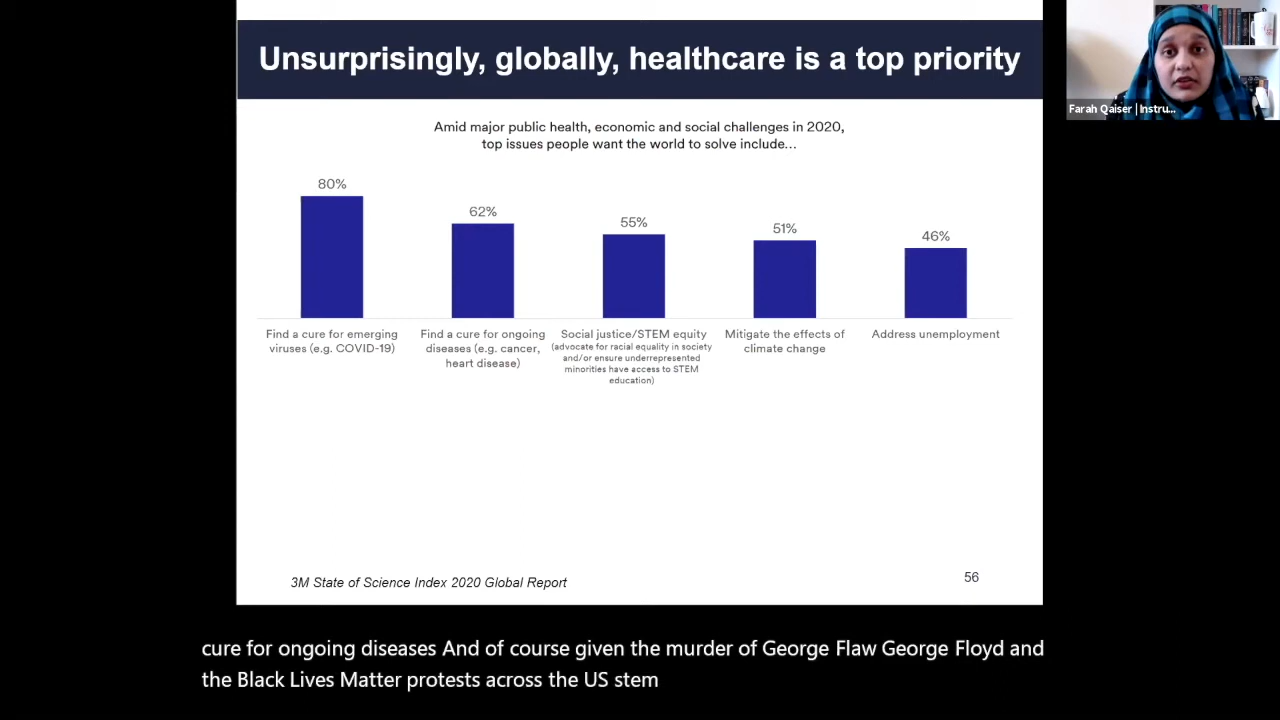 Unsurprisingly, globally, healthcare is a top priority
Farah Qaiser | Instru...
Amid major public health, economic and social challenges in 2020,
top issues people want the world to solve include...
80%
62%
55%
51%
46%
Find a cure for emerging
viruses (e.g. COVID-19)
Find a cure for ongoing
diseases (e.g. cancer,
heart disease)
Social justice/STEM equity
(advocate for racial equality in society
and/or ensure underrepresented
minorities have access to STEM
education)
Mitigate the effects of
climate change
Address unemployment
3M State of Science Index 2020 Global Report
56
cure for ongoing diseases And of course given the murder of George Flaw George Floyd and
the Black Lives Matter protests across the US stem